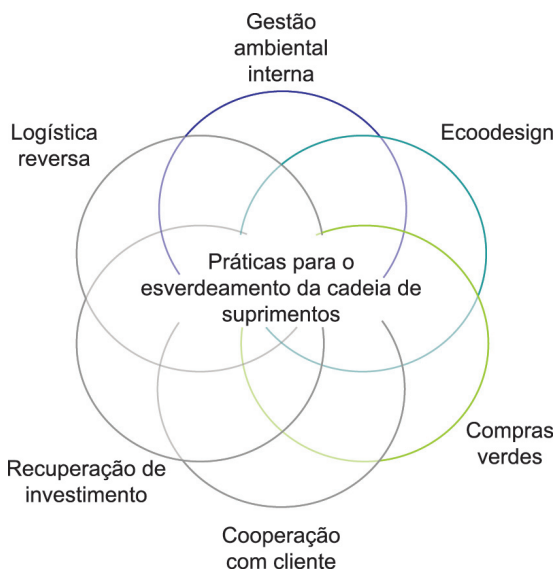 Gestão
ambiental
interna
Logística
reversa
Ecoodesign
Práticas para o
esverdeamento da cadeia de
suprimentos
Compras
verdes
Recuperação de
investimento
Cooperação
com cliente